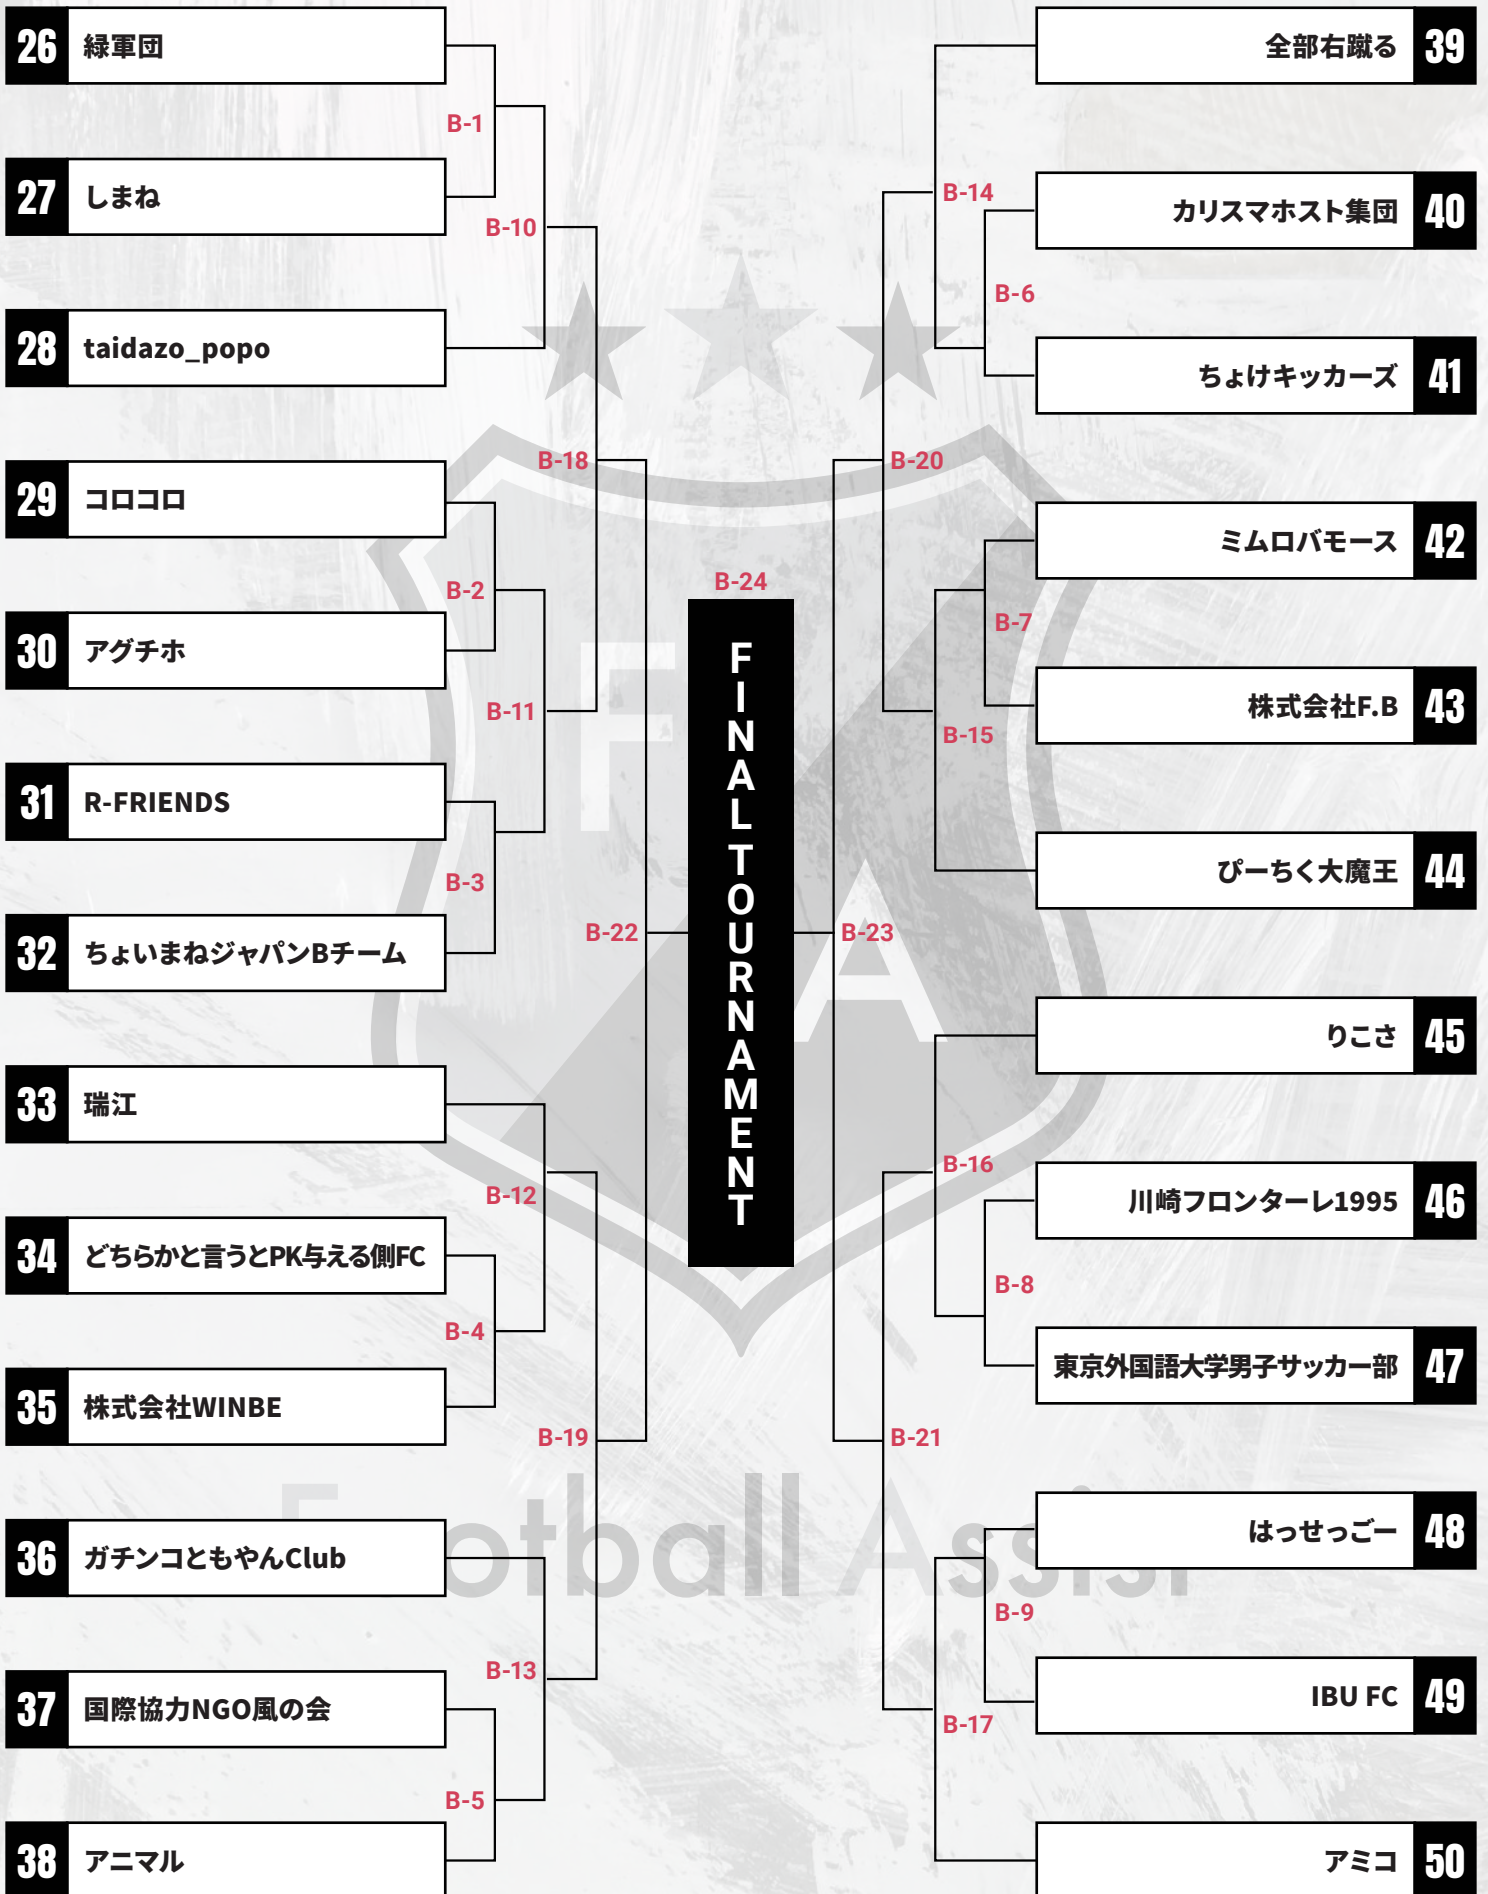 26 緑軍団
27 しまね
28 taidazo_popo
29 コロコロ
30 アグチホ
31 R-FRIENDS
32 ちょいまねジャパンBチーム
33 瑞江
34 どちらかと言うとPK与える側FC
35 株式会社WINBE
36 ガチンコともやんClub
37 国際協力NGO風の会
38 アニマル
B-1
B-10
B-18
B-2
B-11
B-3
B-22
B-12
B-4
B-19
B-13
B-5
B-24
FINAL TOURNAMENT
F
A
Football Assist
B-14
B-6
B-20
B-7
B-15
B-23
B-16
B-8
B-21
B-9
B-17
全部右蹴る 39
カリスマホスト集団 40
ちょけキッカーズ 41
ミムロバモース 42
株式会社F.B 43
ぴーちく大魔王 44
りこさ 45
川崎フロンターレ1995 46
東京外国語大学男子サッカー部 47
はっせっごー 48
IBU FC 49
アミコ 50